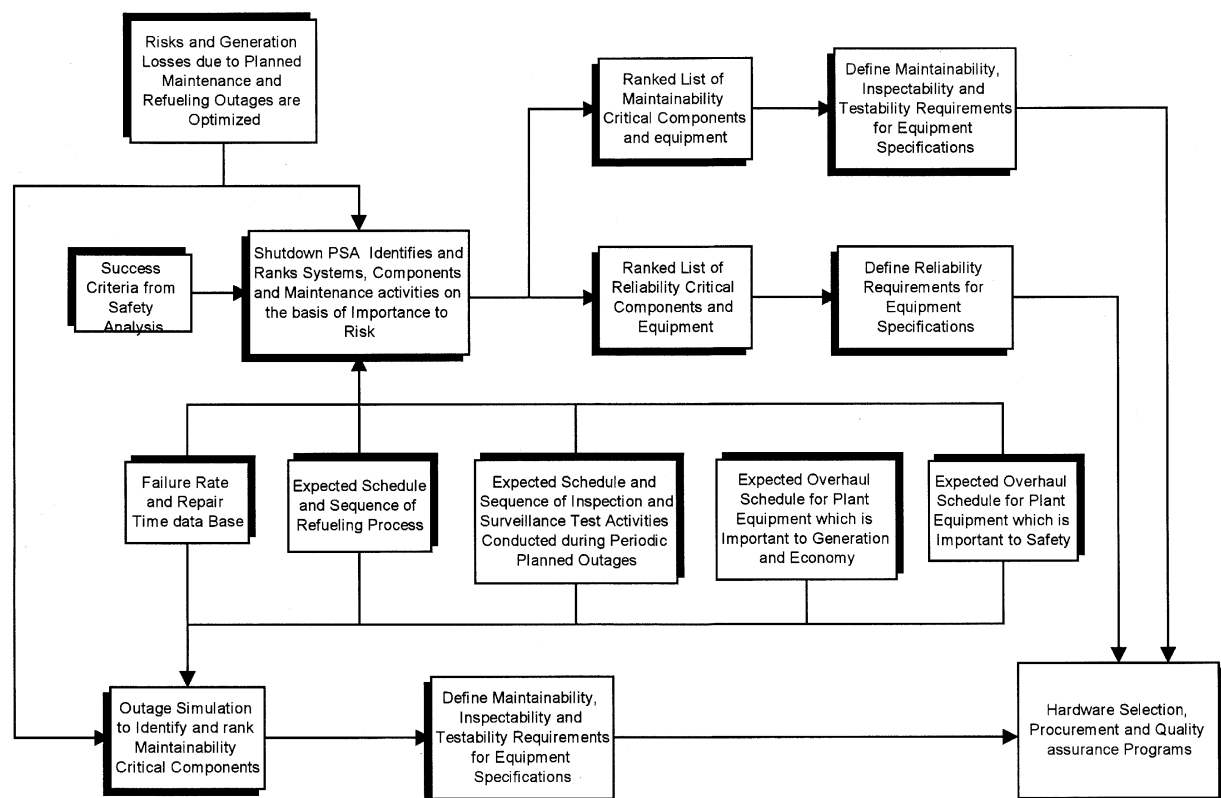 Risks and Generation
Losses due to Planned
Maintenance and
Refueling Outages are
Optimized
Ranked List of
Maintainability
Critical Components
and equipment
Define Maintainability,
Inspectability and
Testability Requirements
for Equipment
Specifications
Success
Criteria from
Safety
Analysis
Shutdown PSA Identifies and
Ranks Systems, Components
and Maintenance activities on
the basis of Importance to
Risk
Ranked List of
Reliability Critical
Components and
Equipment
Define Reliability
Requirements for
Equipment
Specifications
Failure Rate
and Repair
Time data Base
Expected Schedule
and Sequence of
Refueling Process
Expected Schedule and
Sequence of Inspection and
Surveillance Test Activities
Conducted during Periodic
Planned Outages
Expected Overhaul
Schedule for Plant
Equipment which is
Important to Generation
and Economy
Expected Overhaul
Schedule for Plant
Equipment which is
Important to Safety
Outage Simulation
to Identify and rank
Maintainability
Critical Components
Define Maintainability,
Inspectability and
Testability Requirements
for Equipment
Specifications
Hardware Selection,
Procurement and Quality
assurance Programs